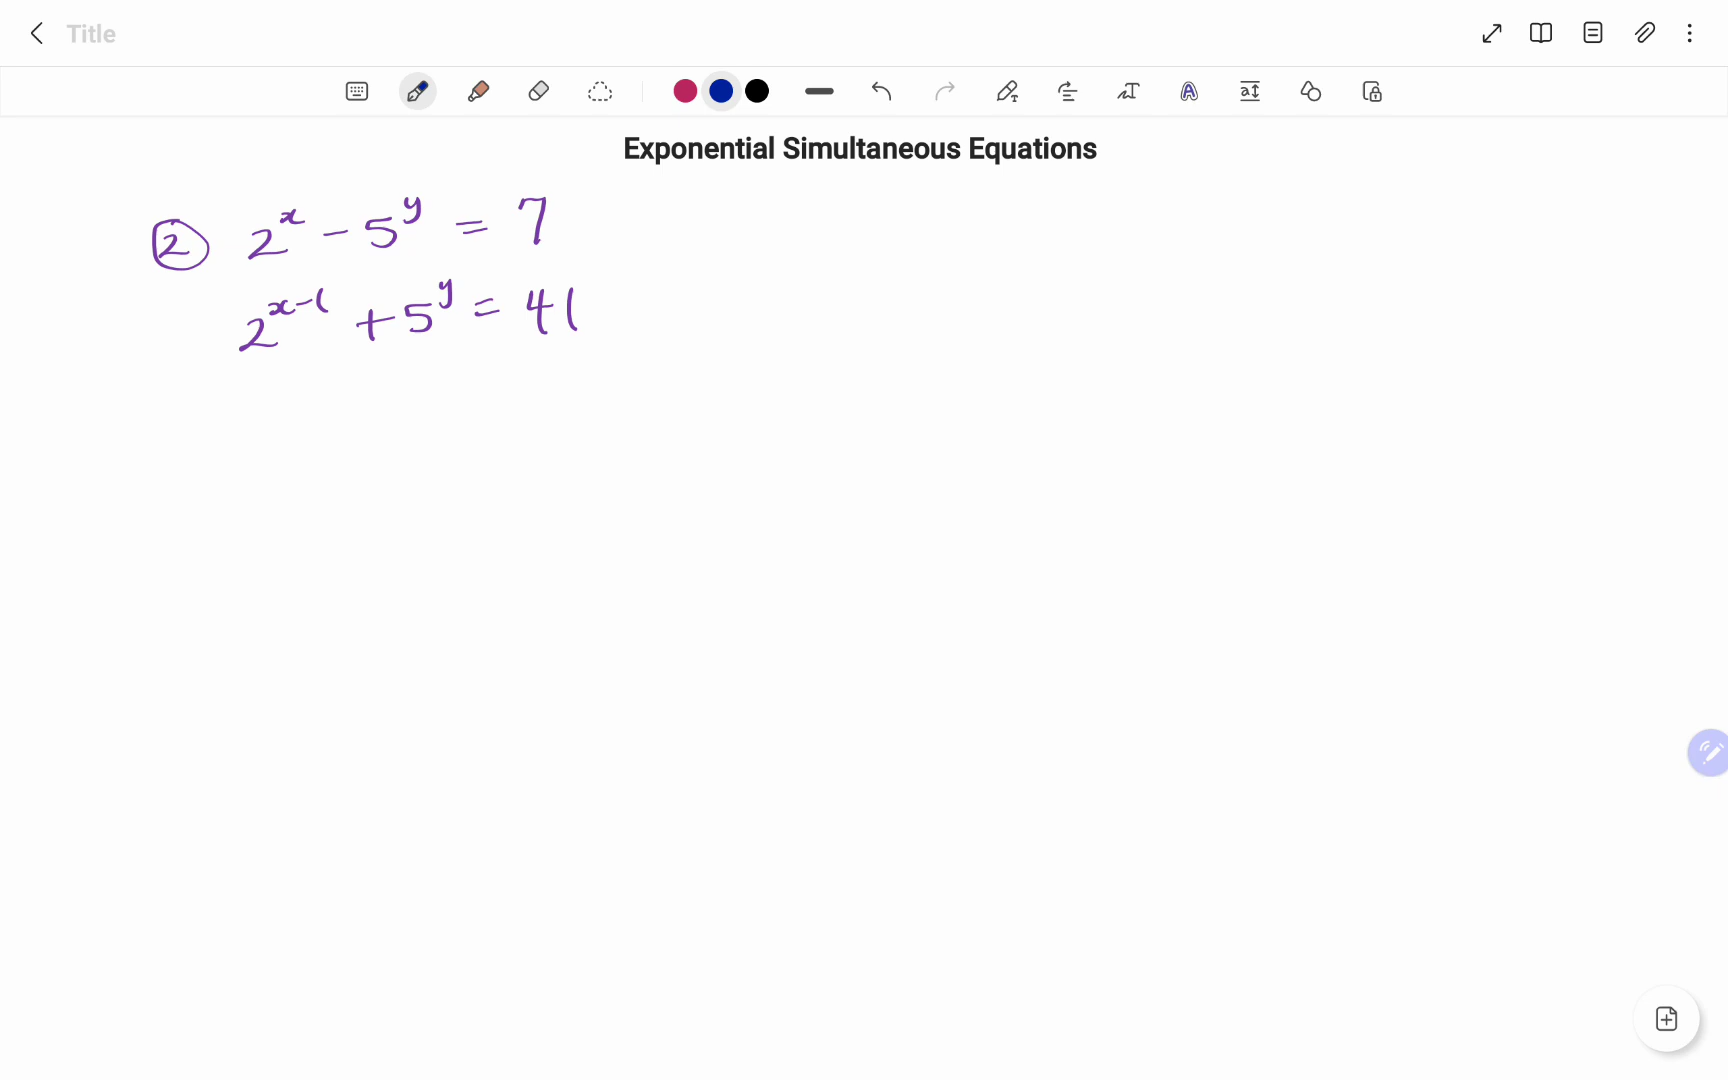 Title
Exponential Simultaneous Equations
② 2^x - 5^y = 7
2^{x-1} + 5^y = 41